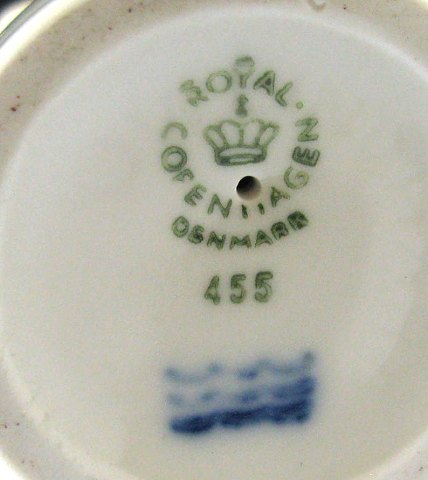 ROYAL.
COPENHAGEN
DENMARK
455